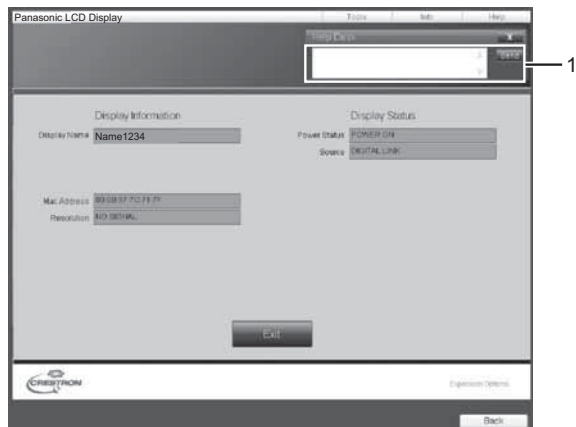 Panasonic LCD Display
Tools Info Help
Help Desk X
Send
1
Display Information
Display Status
Display Name Name1234
Power Status POWER ON
Source DIGITAL LINK
Mac Address
Resolution NO SIGNAL
Exit
CRESTRON
Expansion Options
Back